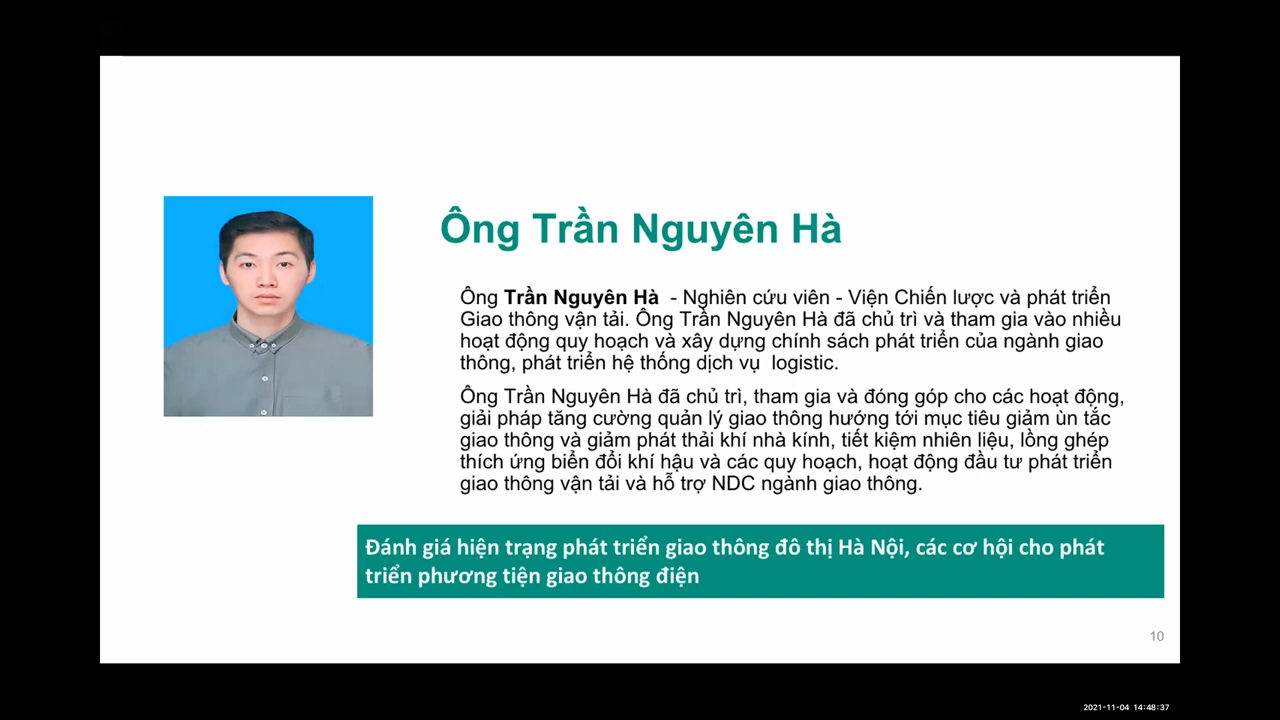 Ông Trần Nguyên Hà
Ông Trần Nguyên Hà - Nghiên cứu viên - Viện Chiến lược và phát triển
Giao thông vận tải. Ông Trần Nguyên Hà đã chủ trì và tham gia vào nhiều
hoạt động quy hoạch và xây dựng chính sách phát triển của ngành giao
thông, phát triển hệ thống dịch vụ logistic.
Ông Trần Nguyên Hà đã chủ trì, tham gia và đóng góp cho các hoạt động,
giải pháp tăng cường quản lý giao thông hướng tới mục tiêu giảm ùn tắc
giao thông và giảm phát thải khí nhà kính, tiết kiệm nhiên liệu, lồng ghép
thích ứng biển đổi khí hậu và các quy hoạch, hoạt động đầu tư phát triển
giao thông vận tải và hỗ trợ NDC ngành giao thông.
Đánh giá hiện trạng phát triển giao thông đô thị Hà Nội, các cơ hội cho phát
triển phương tiện giao thông điện
10
2021-11-04 14:48:37